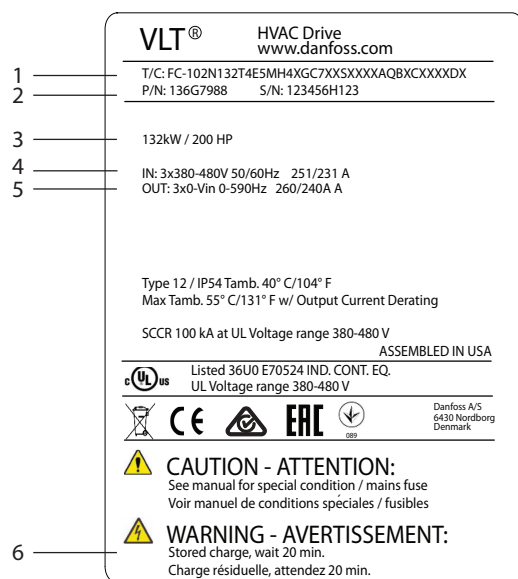 VLT® HVAC Drive
www.danfoss.com
1 T/C: FC-102N132T4E5MH4XGC7XXSXXXXAQBXCXXXXDX
2 P/N: 136G7988 S/N: 123456H123
3 132kW / 200 HP
4 IN: 3x380-480V 50/60Hz 251/231 A
5 OUT: 3x0-Vin 0-590Hz 260/240A A
Type 12 / IP54 Tamb. 40° C/104° F
Max Tamb. 55° C/131° F w/ Output Current Derating
SCCR 100 kA at UL Voltage range 380-480 V
ASSEMBLED IN USA
c UL us Listed 36U0 E70524 IND. CONT. EQ.
UL Voltage range 380-480 V
CE EAC 089
Danfoss A/S
6430 Nordborg
Denmark
CAUTION - ATTENTION:
See manual for special condition / mains fuse
Voir manuel de conditions spéciales / fusibles
WARNING - AVERTISSEMENT:
6 Stored charge, wait 20 min.
Charge résiduelle, attendez 20 min.